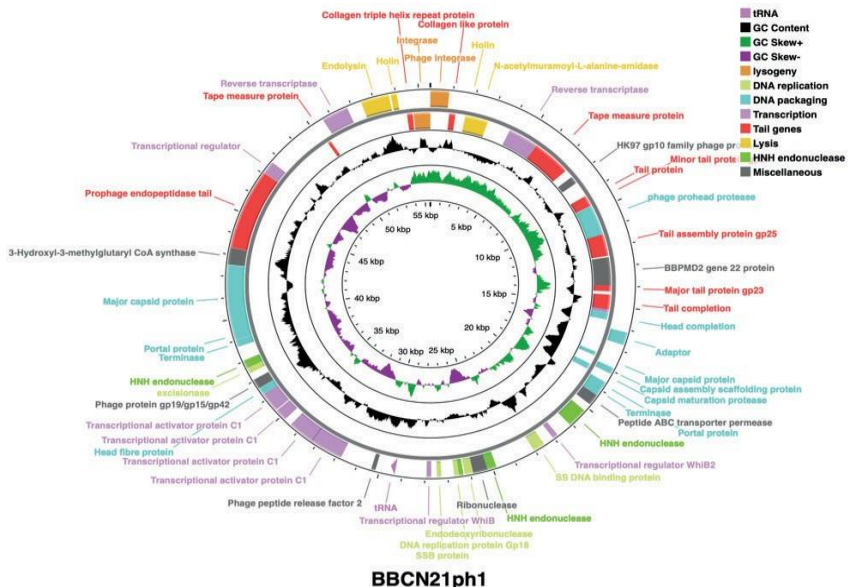 Collagen triple helix repeat protein
Collagen like protein
Integrase
Phage integrase
Holin
Holin
Endolysin
N-acetylmuramoyl-L-alanine-amidase
Reverse transcriptase
Reverse transcriptase
Tape measure protein
Tape measure protein
Transcriptional regulator
HK97 gp10 family phage pro
Minor tail prot
Tail protein
Prophage endopeptidase tail
phage prohead protease
Tail assembly protein gp25
3-Hydroxyl-3-methylglutaryl CoA synthase
BBPMD2 gene 22 protein
Major tail protein gp23
Major capsid protein
Tail completion
Head completion
Portal protein
Terminase
Adaptor
HNH endonuclease
excisionase
Major capsid protein
Capsid assembly scaffolding protein
Capsid maturation protease
Phage protein gp19/gp15/gp42
Terminase
Peptide ABC transporter permease
Portal protein
Transcriptional activator protein C1
Transcriptional activator protein C1
HNH endonuclease
Head fibre protein
Transcriptional activator protein C1
Transcriptional regulator WhiB2
Transcriptional activator protein C1
SS DNA binding protein
Phage peptide release factor 2
tRNA
Ribonuclease
Transcriptional regulator WhiB
HNH endonuclease
Endodeoxyribonuclease
DNA replication protein Gp18
SSB protein
55 kbp
5 kbp
10 kbp
15 kbp
20 kbp
25 kbp
30 kbp
35 kbp
40 kbp
45 kbp
50 kbp
tRNA
GC Content
GC Skew+
GC Skew-
lysogeny
DNA replication
DNA packaging
Transcription
Tail genes
Lysis
HNH endonuclease
Miscellaneous
BBCN21ph1